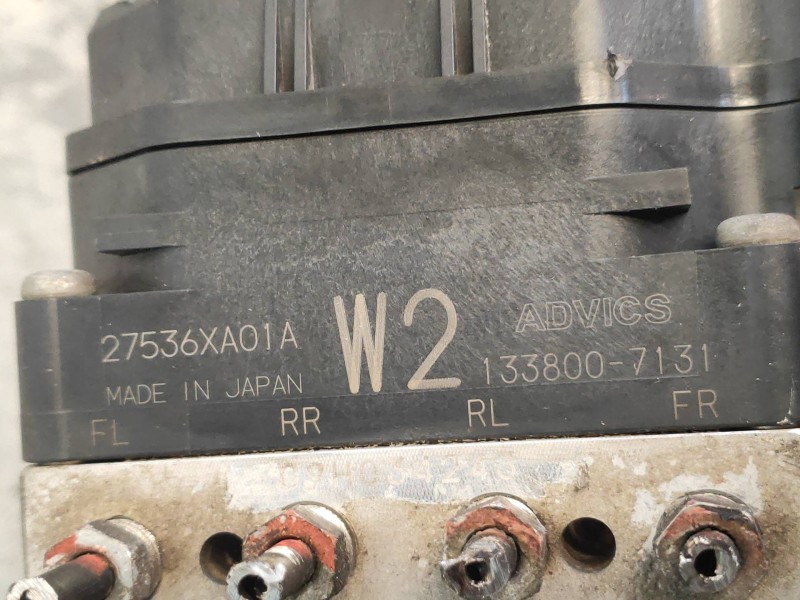 27536XA01A W2 ADVICS
MADE IN JAPAN 133800-7131
FL RR RL FR